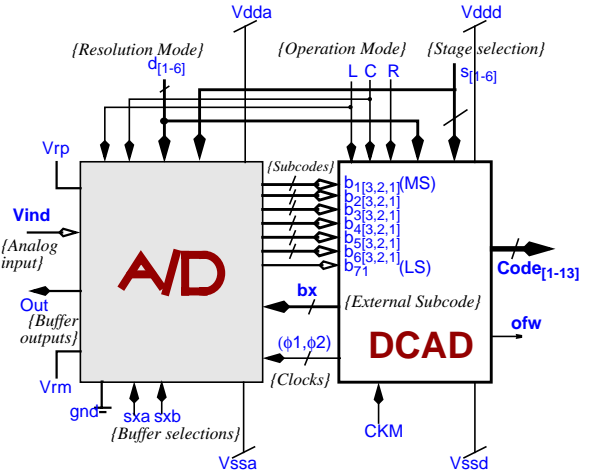 Vdda
Vddd
{Resolution Mode}
{Operation Mode}
{Stage selection}
d[1-6]
L C R
s[1-6]
Vrp
{Subcodes}
b1[3,2,1](MS)
b2[3,2,1]
b3[3,2,1]
b4[3,2,1]
b5[3,2,1]
b6[3,2,1]
b71 (LS)
Vind
{Analog
input}
A/D
Code[1-13]
bx
{External Subcode}
Out
{Buffer
outputs}
ofw
(ϕ1,ϕ2)
DCAD
{Clocks}
Vrm
gnd
sxa sxb
{Buffer selections}
CKM
Vssa
Vssd